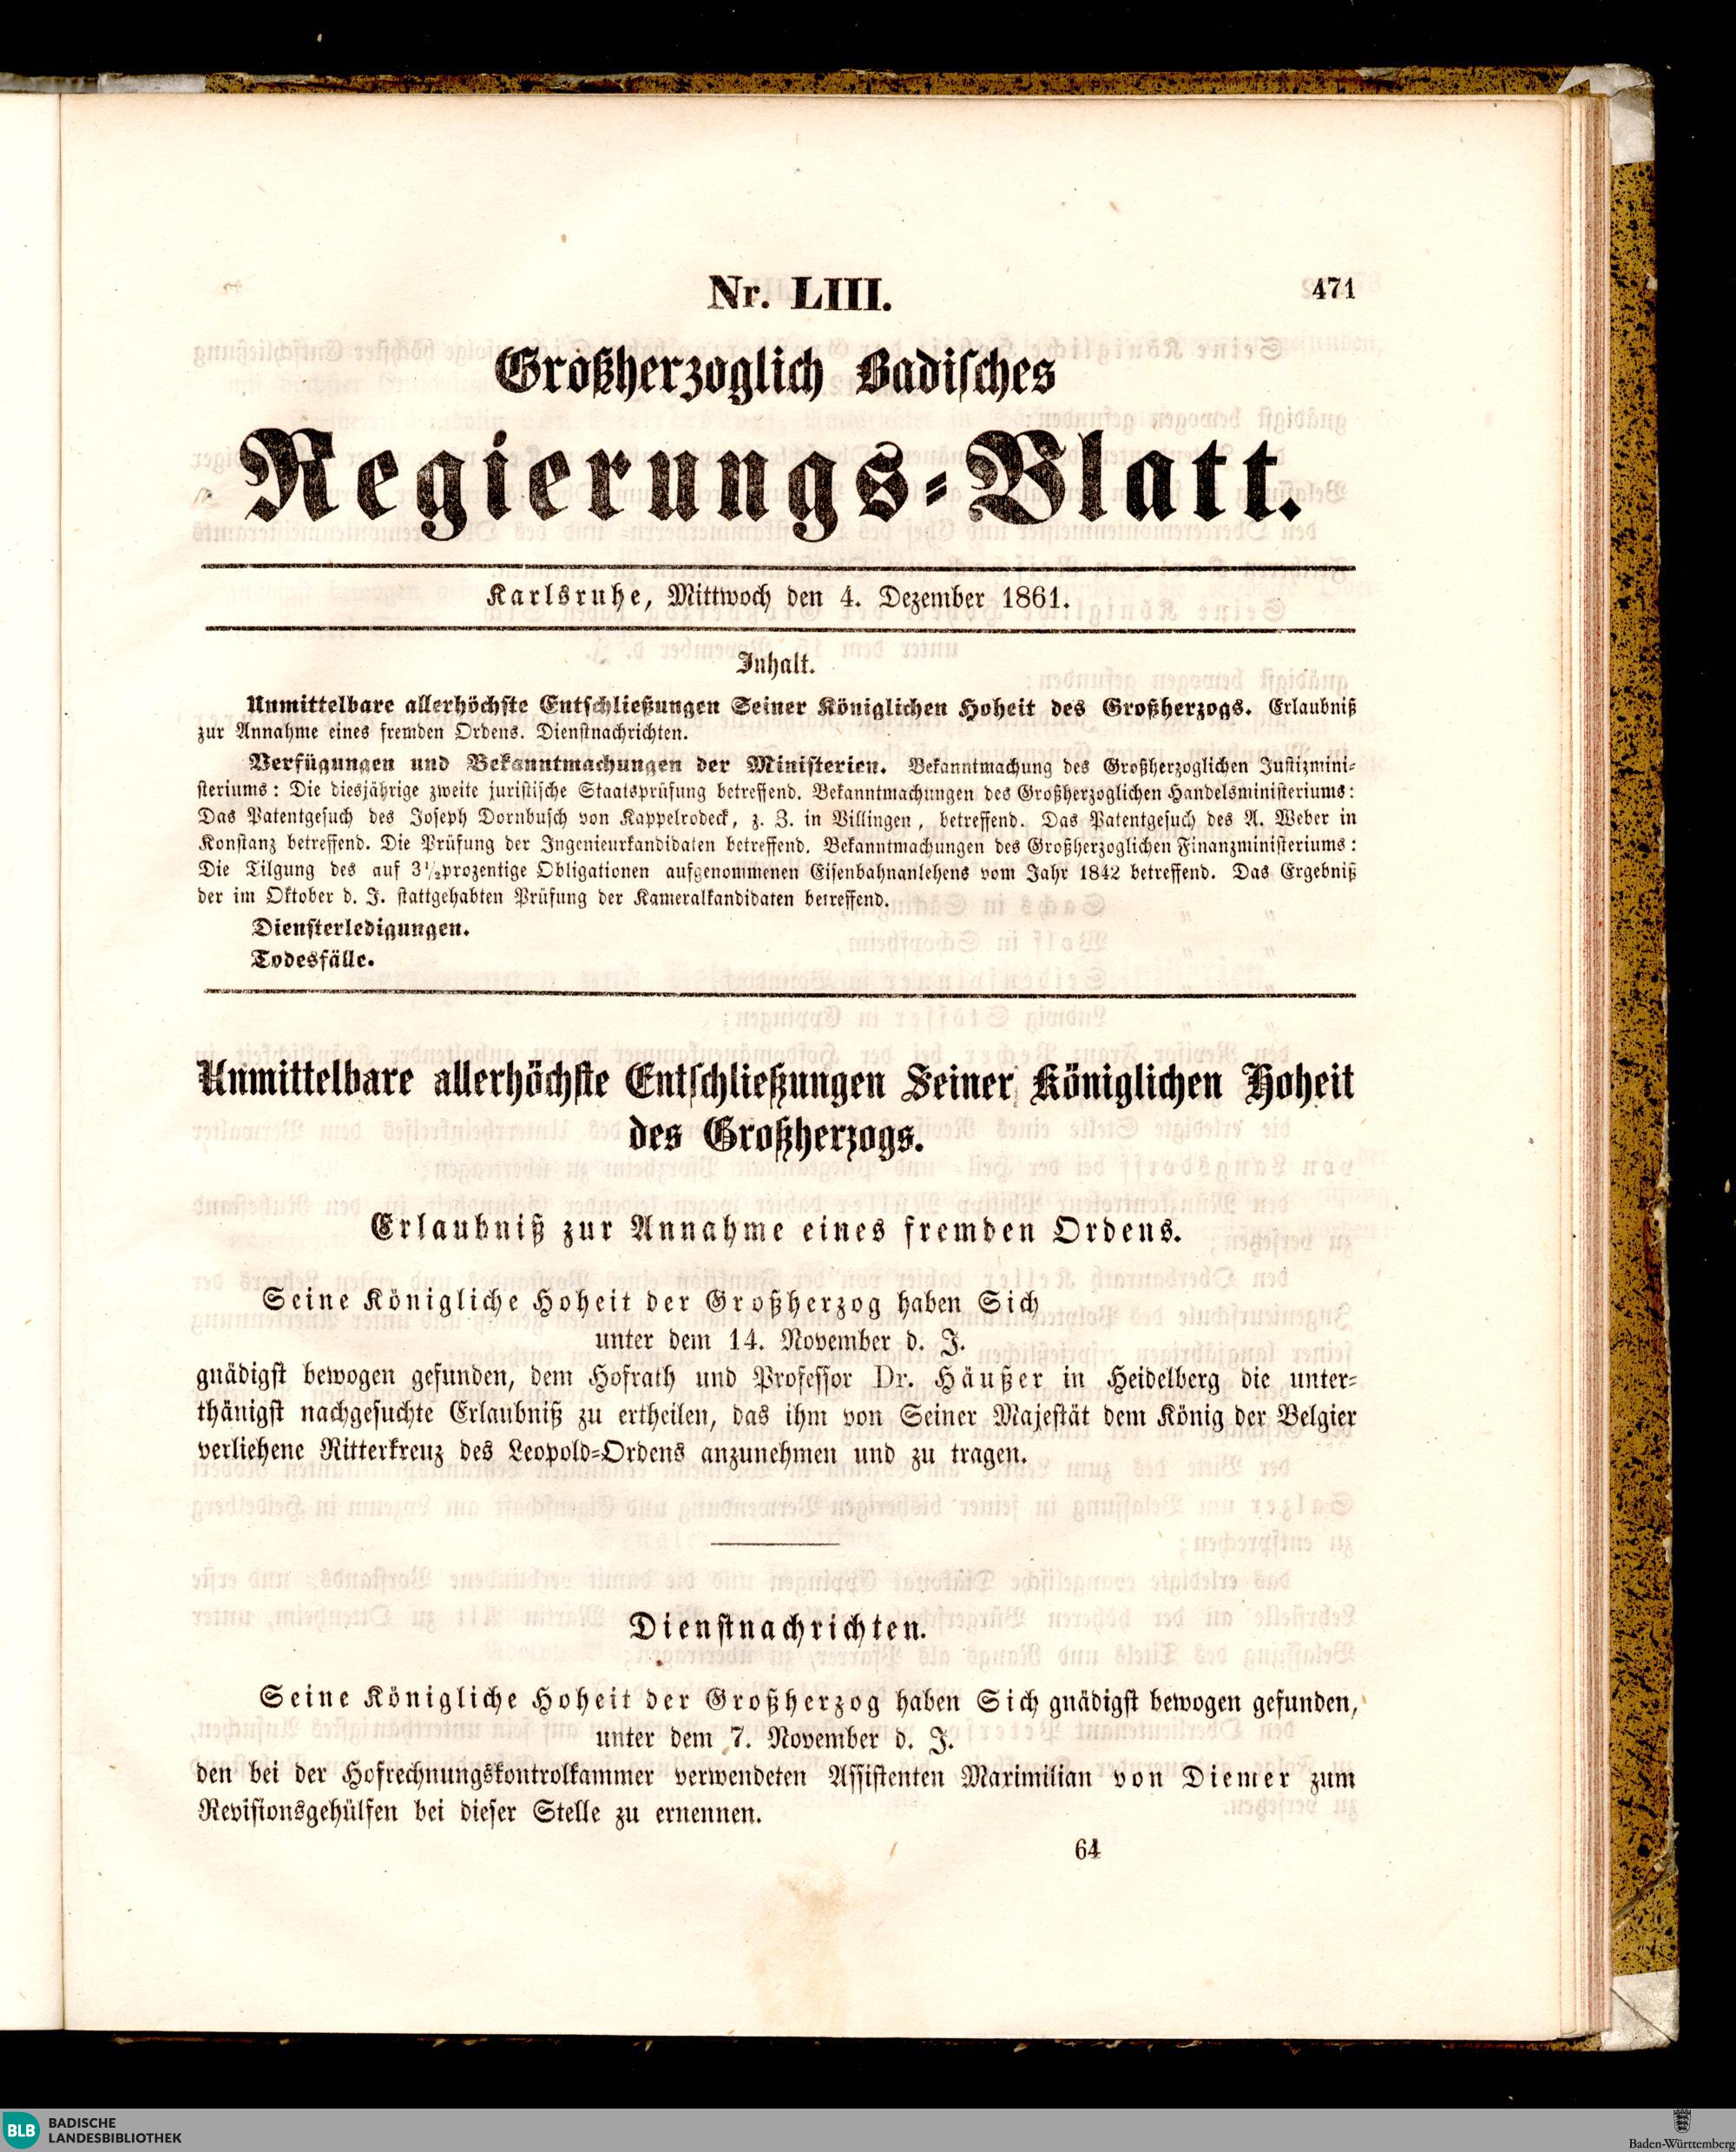 Nr. LIII.
471
Großherzoglich Badisches
Regierungs-Blatt.
Karlsruhe, Mittwoch den 4. Dezember 1861.
Inhalt.
Unmittelbare allerhöchste Entschließungen Seiner Königlichen Hoheit des Großherzogs. Erlaubniß
zur Annahme eines fremden Ordens. Dienstnachrichten.
Verfügungen und Bekanntmachungen der Ministerien. Bekanntmachung des Großherzoglichen Justizmini-
steriums: Die diesjährige zweite juristische Staatsprüfung betreffend. Bekanntmachungen des Großherzoglichen Handelsministeriums:
Das Patentgesuch des Joseph Dornbusch von Kappelrodeck, z. Z. in Villingen, betreffend. Das Patentgesuch des A. Weber in
Konstanz betreffend. Die Prüfung der Ingenieurkandidaten betreffend. Bekanntmachungen des Großherzoglichen Finanzministeriums:
Die Tilgung des auf 3½prozentige Obligationen aufgenommenen Eisenbahnanlehens vom Jahr 1842 betreffend. Das Ergebniß
der im Oktober d. J. stattgehabten Prüfung der Kameralkandidaten betreffend.
Diensterledigungen.
Todesfälle.
Unmittelbare allerhöchste Entschließungen Seiner Königlichen Hoheit
des Großherzogs.
Erlaubniß zur Annahme eines fremden Ordens.
Seine Königliche Hoheit der Großherzog haben Sich
unter dem 14. November d. J.
gnädigst bewogen gefunden, dem Hofrath und Professor Dr. Häußer in Heidelberg die unter-
thänigst nachgesuchte Erlaubniß zu ertheilen, das ihm von Seiner Majestät dem König der Belgier
verliehene Ritterkreuz des Leopold-Ordens anzunehmen und zu tragen.
Dienstnachrichten.
Seine Königliche Hoheit der Großherzog haben Sich gnädigst bewogen gefunden,
unter dem 7. November d. J.
den bei der Hofrechnungskontrolkammer verwendeten Assistenten Maximilian von Diemer zum
Revisionsgehülfen bei dieser Stelle zu ernennen.
64
BLB
BADISCHE
LANDESBIBLIOTHEK
Baden-Württemberg